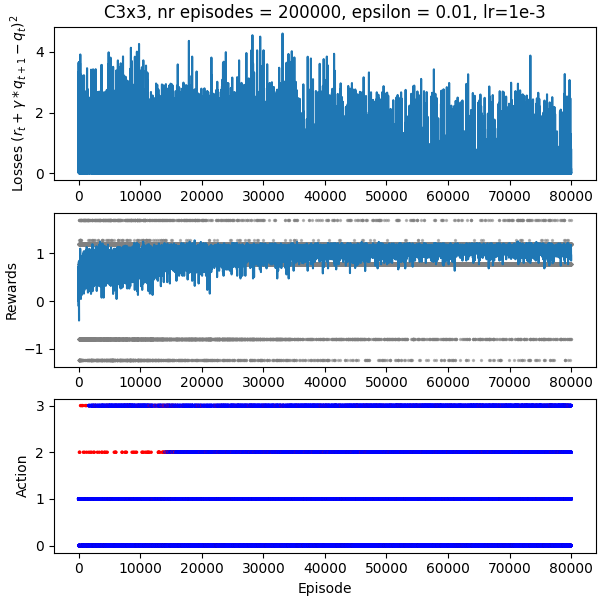 C3x3, nr episodes = 200000, epsilon = 0.01, lr=1e-3
Losses (r_t + γ * q_{t+1} − q_t)^2
4
2
0
0 10000 20000 30000 40000 50000 60000 70000 80000
Rewards
1
0
−1
0 10000 20000 30000 40000 50000 60000 70000 80000
Action
3
2
1
0
0 10000 20000 30000 40000 50000 60000 70000 80000
Episode